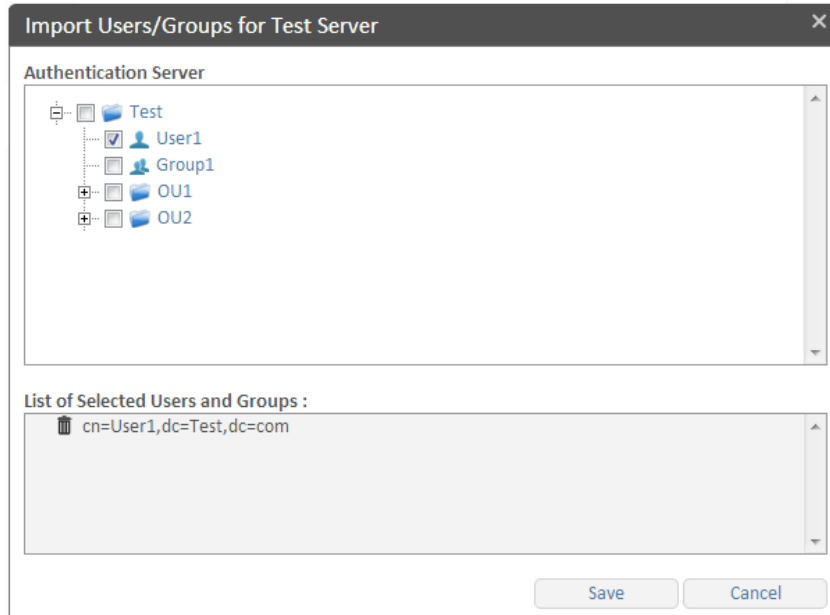 Import Users/Groups for Test Server
Authentication Server
Test
User1
Group1
OU1
OU2
List of Selected Users and Groups :
cn=User1,dc=Test,dc=com
Save Cancel